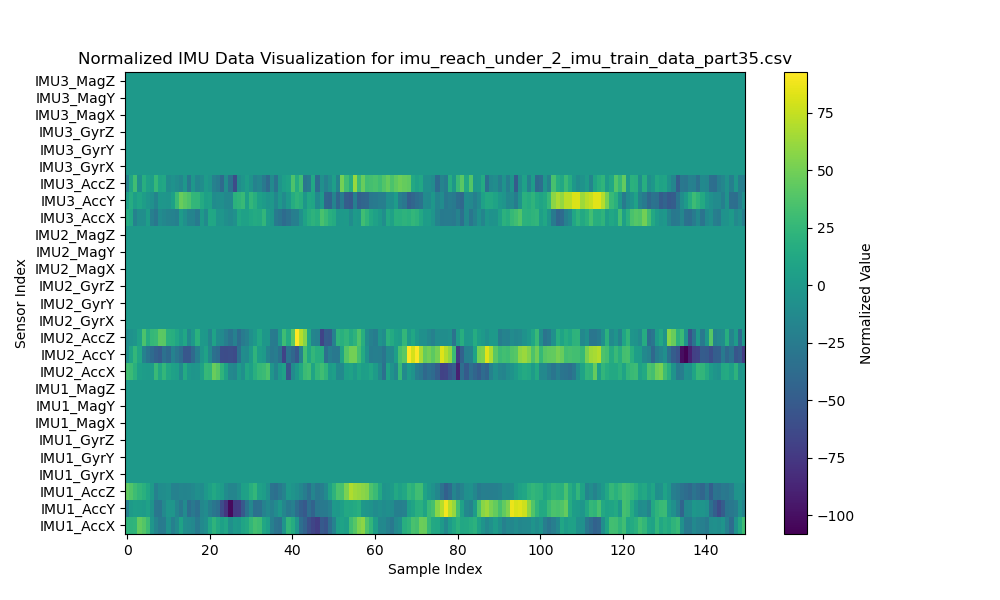 Normalized IMU Data Visualization for imu_reach_under_2_imu_train_data_part35.csv
IMU3_MagZ
IMU3_MagY
IMU3_MagX
IMU3_GyrZ
IMU3_GyrY
IMU3_GyrX
IMU3_AccZ
IMU3_AccY
IMU3_AccX
IMU2_MagZ
IMU2_MagY
IMU2_MagX
IMU2_GyrZ
IMU2_GyrY
IMU2_GyrX
IMU2_AccZ
IMU2_AccY
IMU2_AccX
IMU1_MagZ
IMU1_MagY
IMU1_MagX
IMU1_GyrZ
IMU1_GyrY
IMU1_GyrX
IMU1_AccZ
IMU1_AccY
IMU1_AccX
Sensor Index
0 20 40 60 80 100 120 140
Sample Index
75
50
25
0
−25
−50
−75
−100
Normalized Value